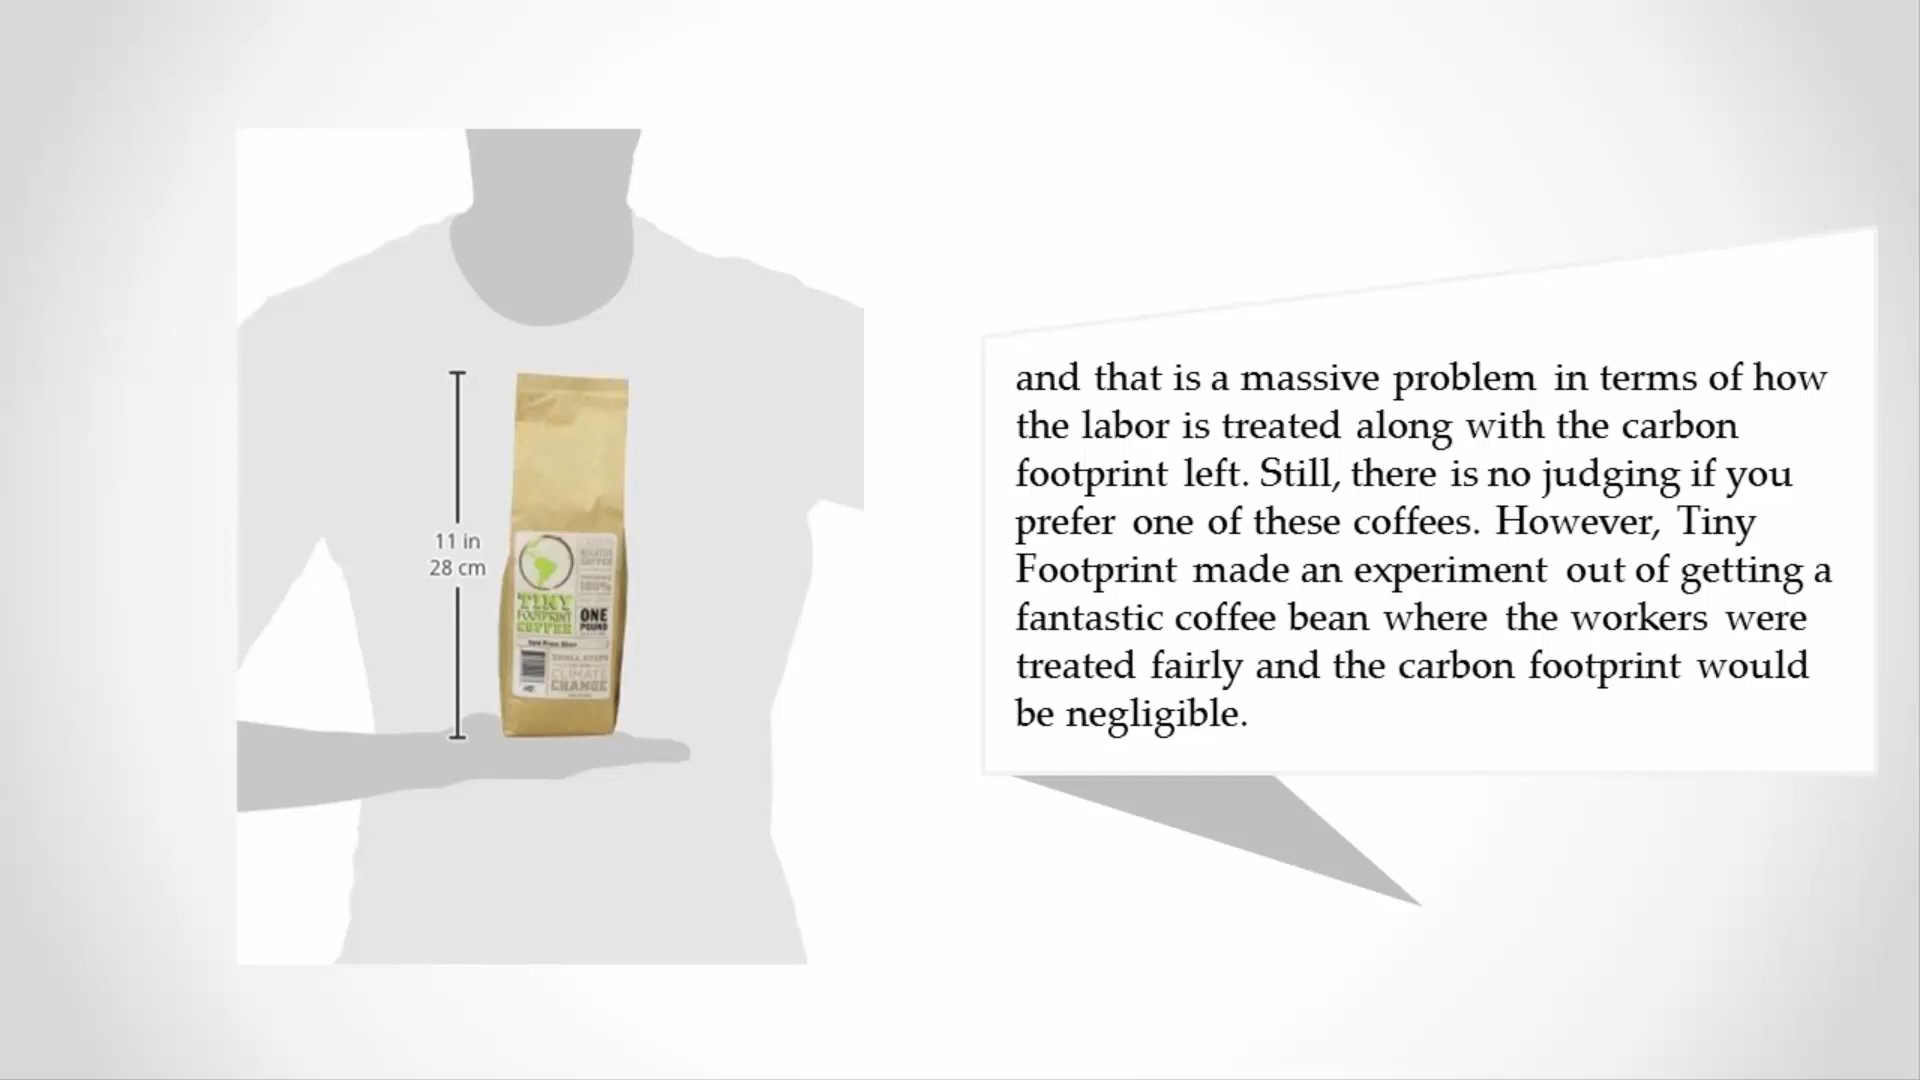 11 in
28 cm
TINY
FOOTPRINT
COFFEE
100%
ONE
POUND
SMALL STEPS
CLIMATE
CHANGE
and that is a massive problem in terms of how
the labor is treated along with the carbon
footprint left. Still, there is no judging if you
prefer one of these coffees. However, Tiny
Footprint made an experiment out of getting a
fantastic coffee bean where the workers were
treated fairly and the carbon footprint would
be negligible.